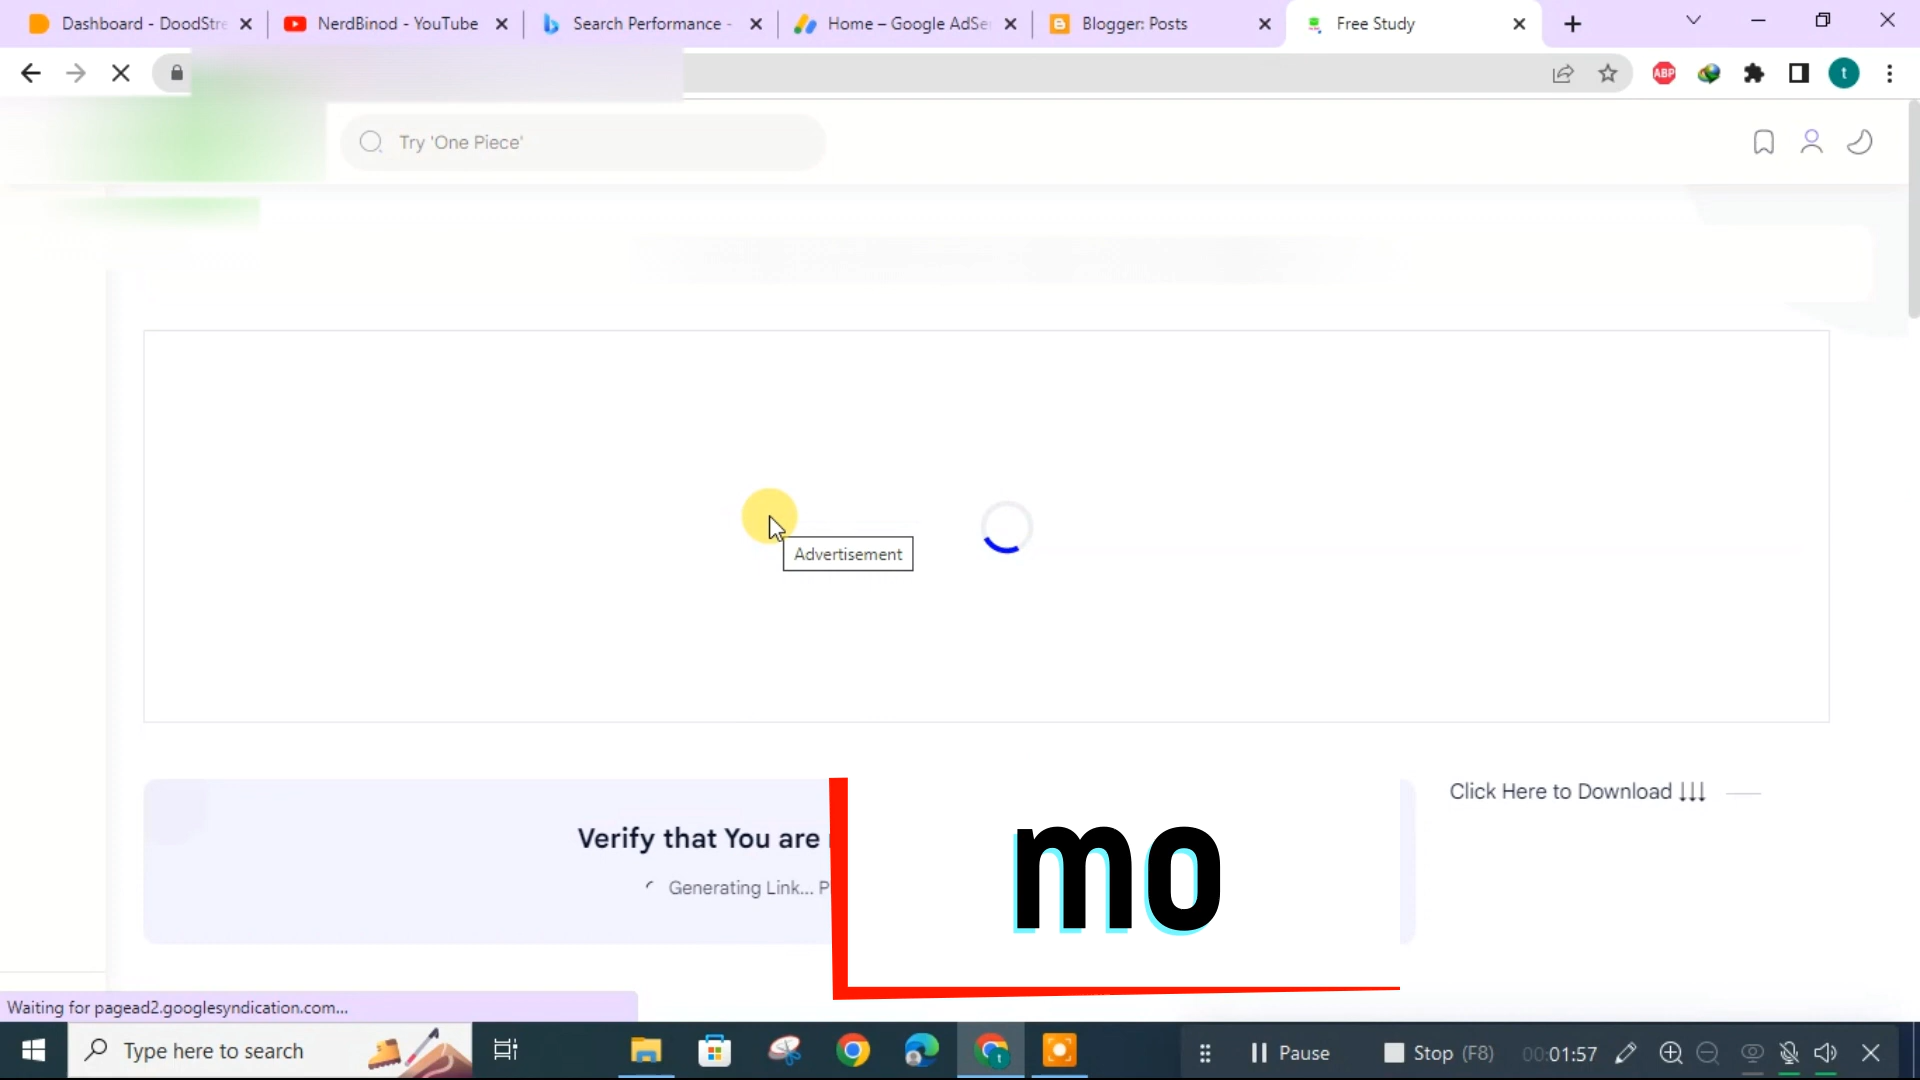 Dashboard - DoodStre
NerdBinod - YouTube
Search Performance -
Home – Google AdSe
Blogger: Posts
Free Study
ABP
t
Try 'One Piece'
Advertisement
Click Here to Download ↓↓↓
Verify that You are
Generating Link... P
mo
Waiting for pagead2.googlesyndication.com...
Type here to search
Pause
Stop (F8)
00:01:57